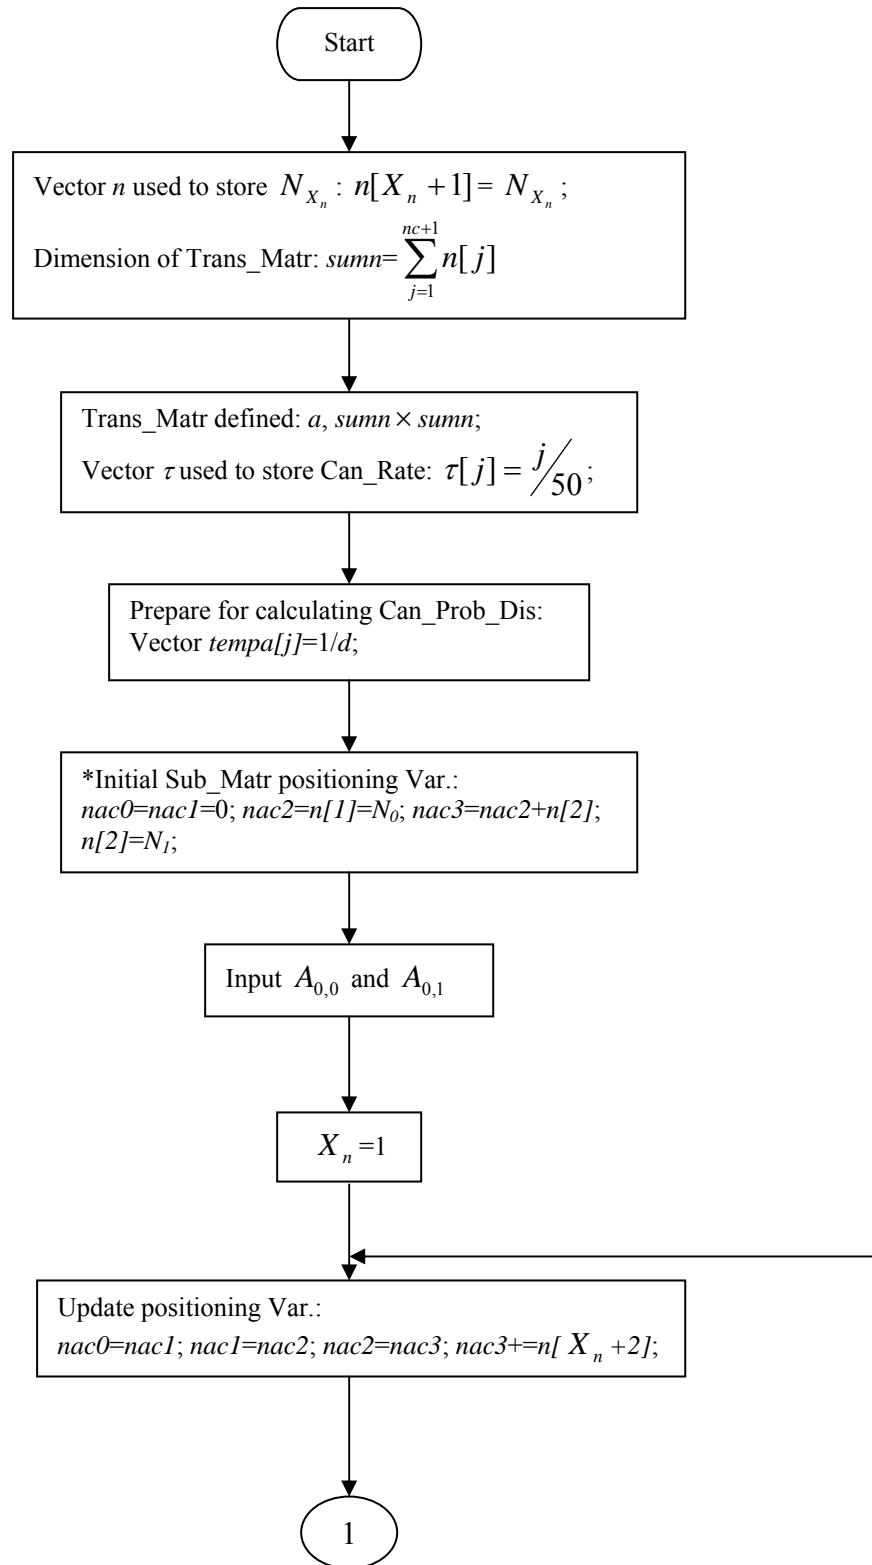 Start
Vector n used to store N_{X_n} : n[X_n + 1] = N_{X_n} ;
Dimension of Trans_Matr: sumn= \sum_{j=1}^{nc+1} n[j]
Trans_Matr defined: a, sumn × sumn;
Vector τ used to store Can_Rate: τ[j] = j/50 ;
Prepare for calculating Can_Prob_Dis:
Vector tempa[j]=1/d;
*Initial Sub_Matr positioning Var.:
nac0=nac1=0; nac2=n[1]=N_0; nac3=nac2+n[2];
n[2]=N_1;
Input A_{0,0} and A_{0,1}
X_n =1
Update positioning Var.:
nac0=nac1; nac1=nac2; nac2=nac3; nac3+=n[ X_n +2];
1